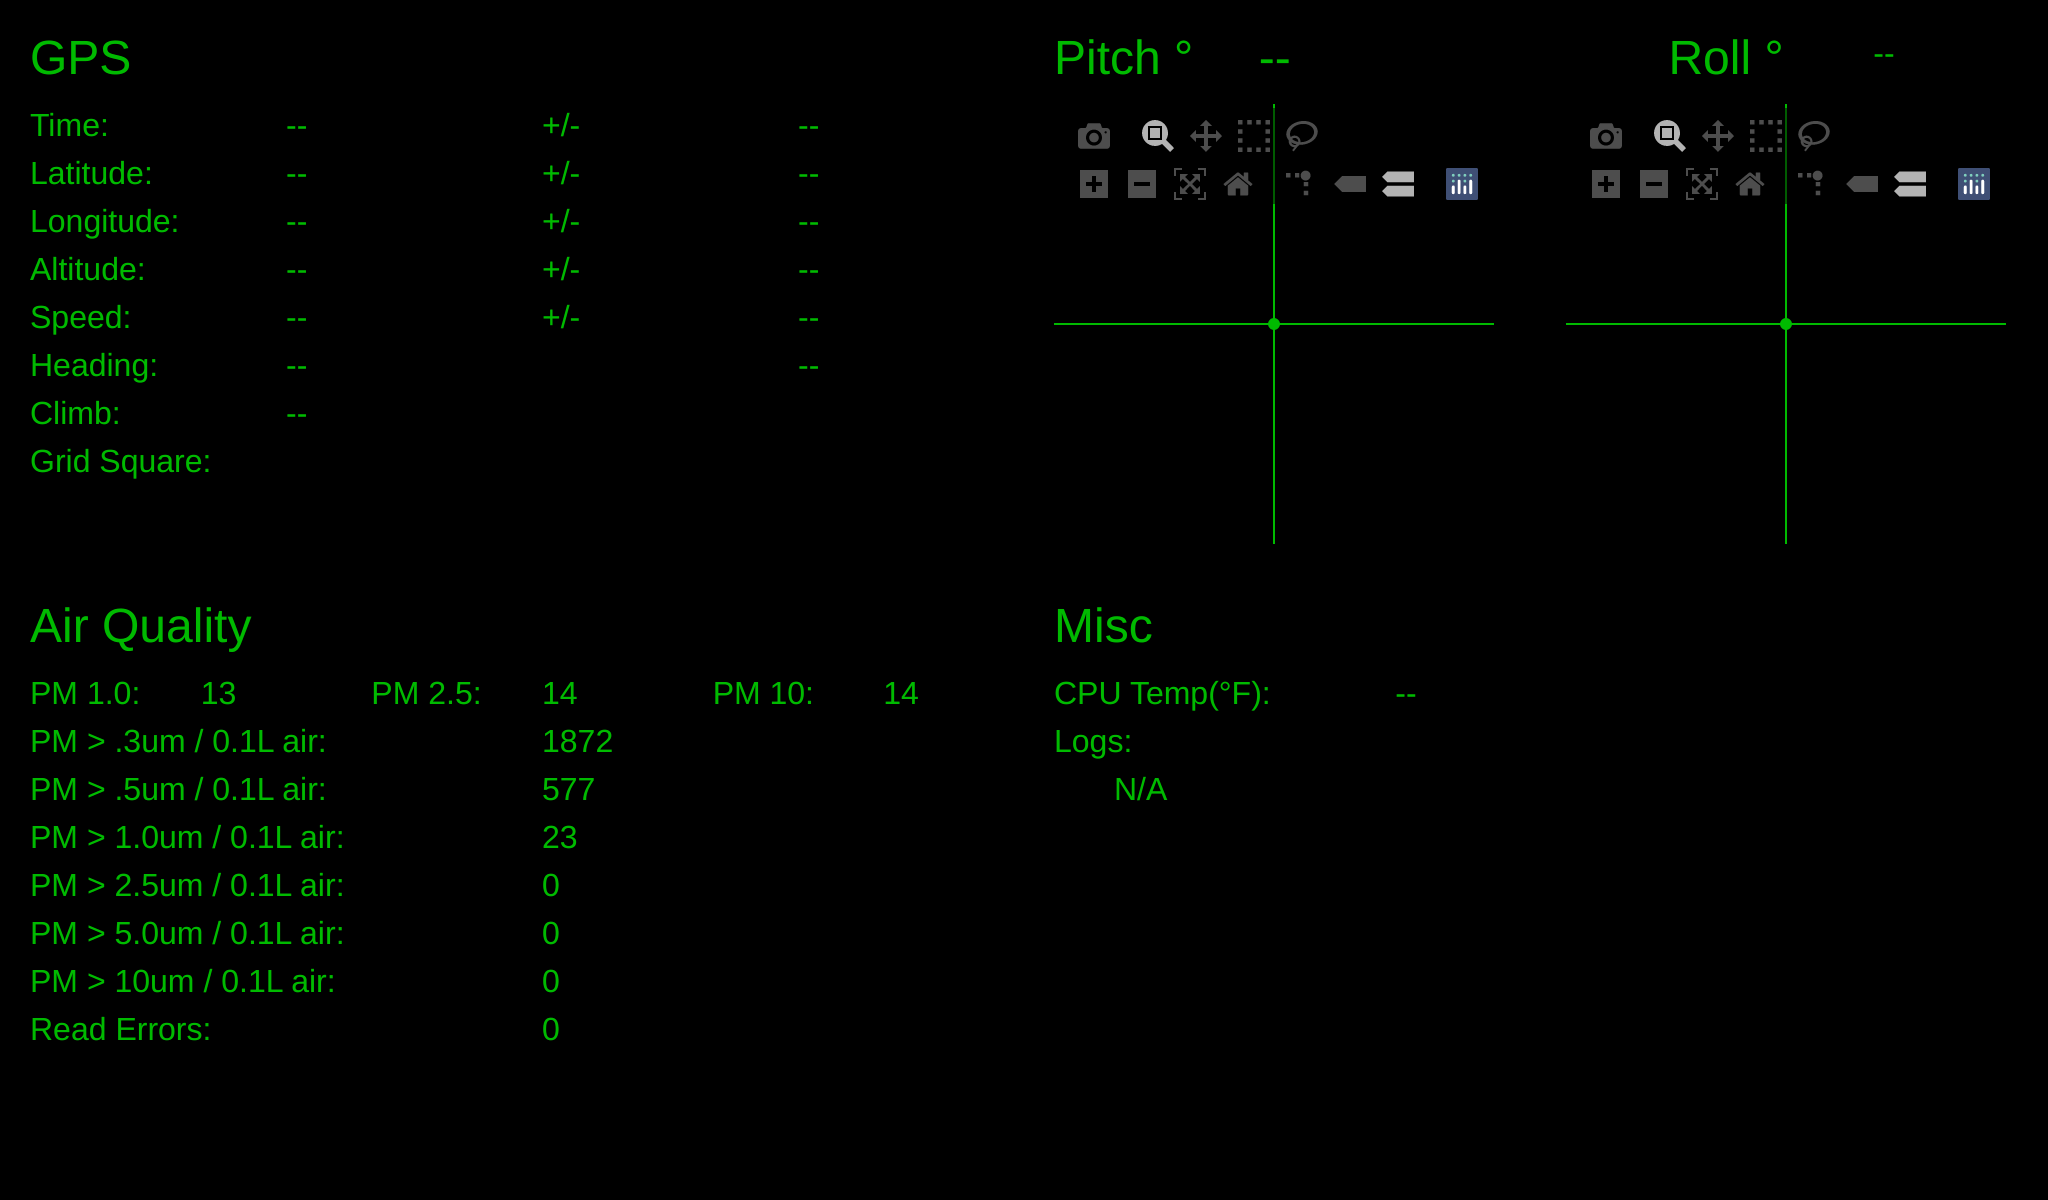 GPS
Time: -- +/- --
Latitude: -- +/- --
Longitude: -- +/- --
Altitude: -- +/- --
Speed: -- +/- --
Heading: -- --
Climb: --
Grid Square:
Pitch ° --
Roll ° --
Air Quality
PM 1.0: 13 PM 2.5: 14 PM 10: 14
PM > .3um / 0.1L air: 1872
PM > .5um / 0.1L air: 577
PM > 1.0um / 0.1L air: 23
PM > 2.5um / 0.1L air: 0
PM > 5.0um / 0.1L air: 0
PM > 10um / 0.1L air: 0
Read Errors: 0
Misc
CPU Temp(°F): --
Logs:
N/A